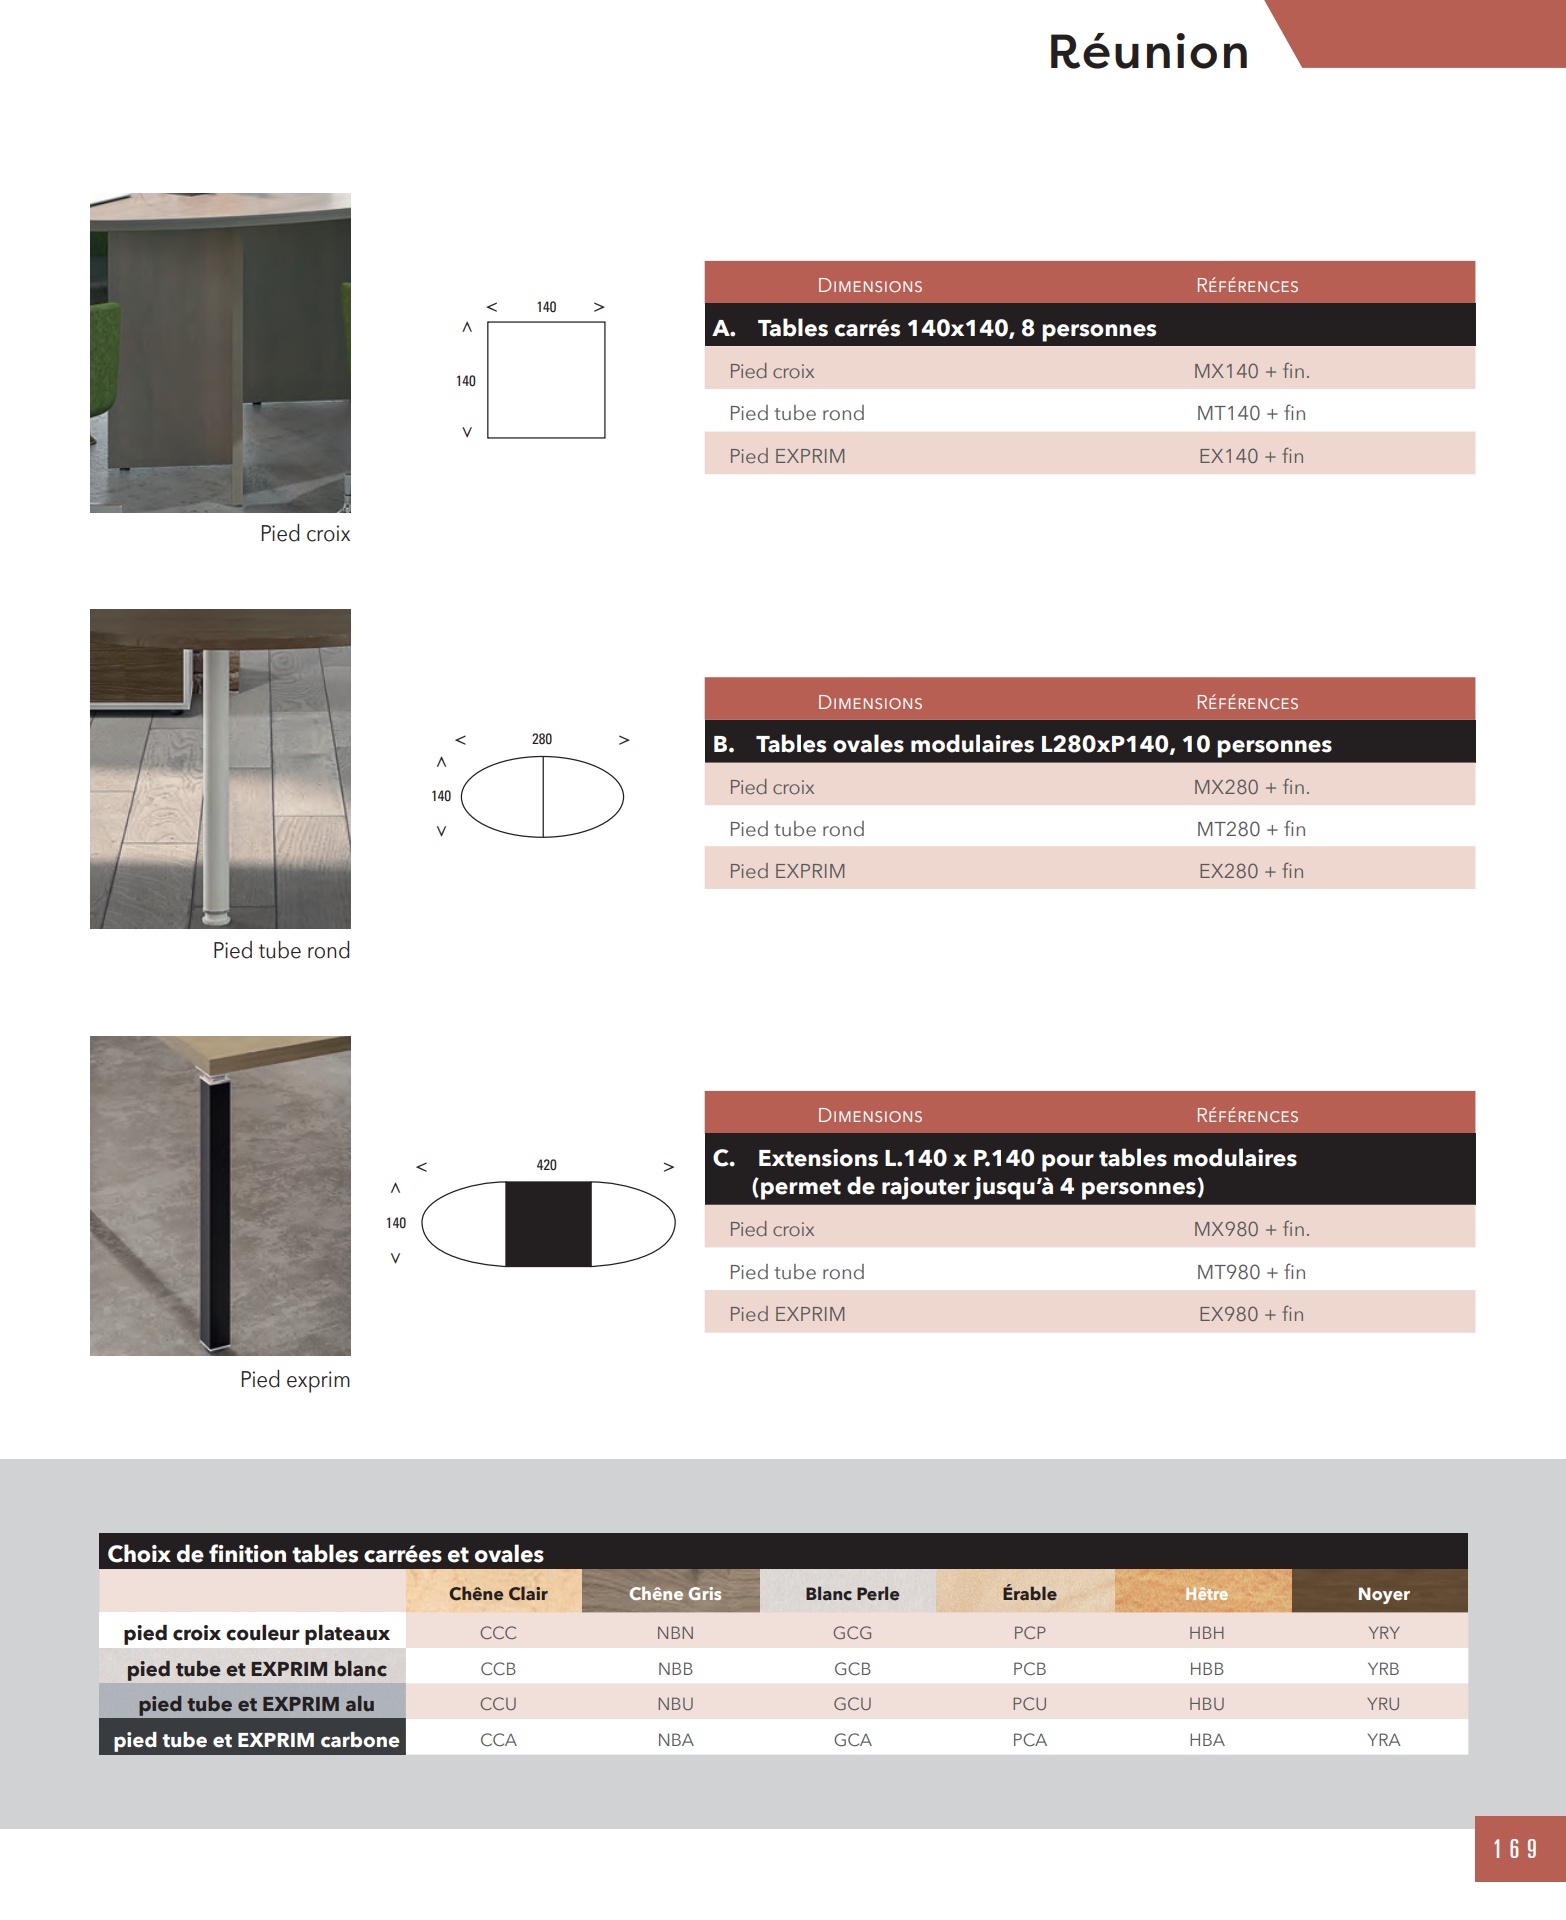 Réunion
< 140 >
<
140
>
Pied croix
DIMENSIONS RÉFÉRENCES
A. Tables carrés 140x140, 8 personnes
Pied croix MX140 + fin.
Pied tube rond MT140 + fin
Pied EXPRIM EX140 + fin
< 280 >
<
140
>
Pied tube rond
DIMENSIONS RÉFÉRENCES
B. Tables ovales modulaires L280xP140, 10 personnes
Pied croix MX280 + fin.
Pied tube rond MT280 + fin
Pied EXPRIM EX280 + fin
< 420 >
<
140
>
Pied exprim
DIMENSIONS RÉFÉRENCES
C. Extensions L.140 x P.140 pour tables modulaires
(permet de rajouter jusqu’à 4 personnes)
Pied croix MX980 + fin.
Pied tube rond MT980 + fin
Pied EXPRIM EX980 + fin
Choix de finition tables carrées et ovales
Chêne Clair Chêne Gris Blanc Perle Érable Hêtre Noyer
pied croix couleur plateaux CCC NBN GCG PCP HBH YRY
pied tube et EXPRIM blanc CCB NBB GCB PCB HBB YRB
pied tube et EXPRIM alu CCU NBU GCU PCU HBU YRU
pied tube et EXPRIM carbone CCA NBA GCA PCA HBA YRA
169